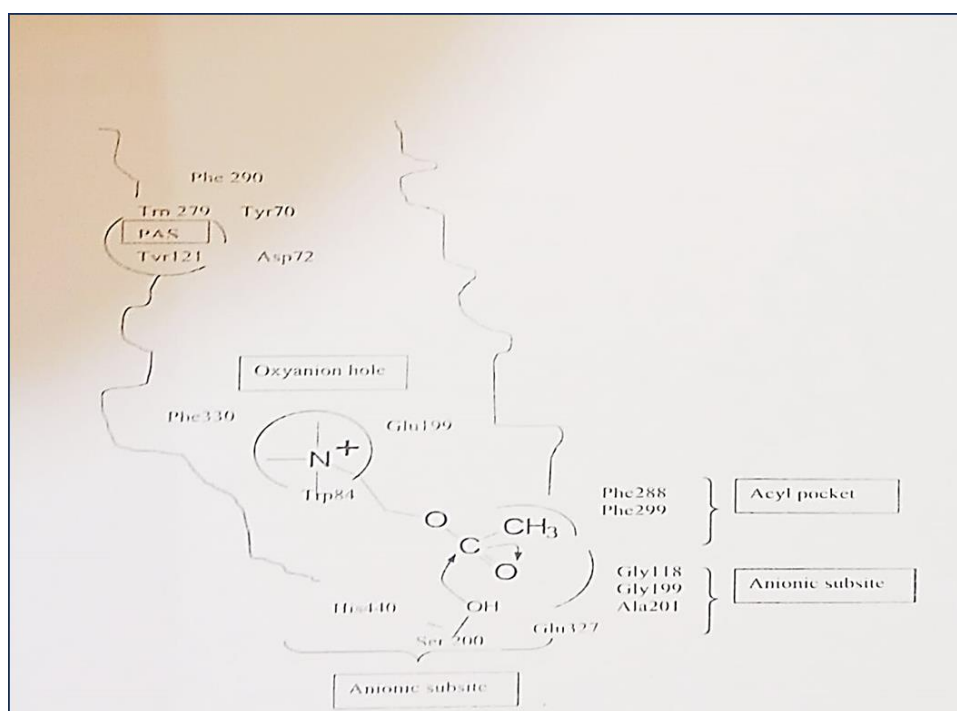 Phe 290
Trn 279 Tyr70
PAS
Tyr121 Asp72
Oxyanion hole
Phe330 Glu199
N+
Trp84
Phe288
Phe299
Acyl pocket
O
CH3
C
O
Gly118
Gly199
Ala201
Anionic subsite
His440 OH
Ser 200 Glu327
Anionic subsite